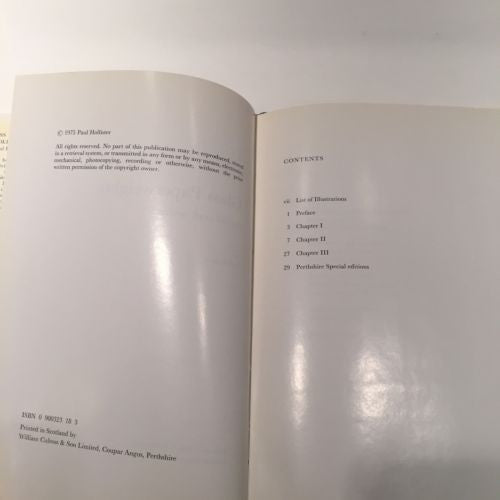 © 1975 Paul Hollister
All rights reserved. No part of this publication may be reproduced, stored
in a retrieval system, or transmitted in any form or by any means, electronic,
mechanical, photocopying, recording or otherwise, without the prior
written permission of the copyright owner.
ISBN 0 900323 18 3
Printed in Scotland by
William Culross & Son Limited, Coupar Angus, Perthshire
CONTENTS
vii List of Illustrations
1 Preface
3 Chapter I
7 Chapter II
27 Chapter III
29 Perthshire Special editions